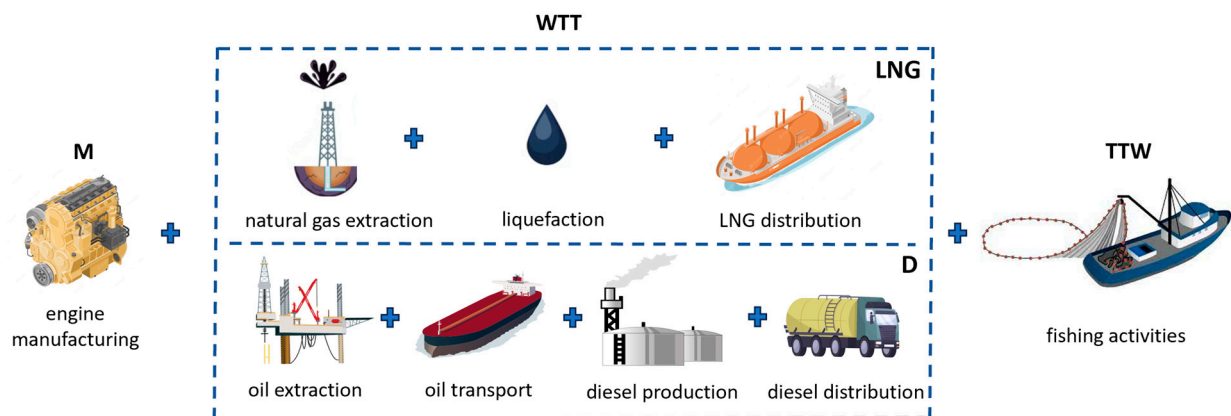 WTT
LNG
natural gas extraction
liquefaction
LNG distribution
M
engine
manufacturing
TTW
fishing activities
D
oil extraction
oil transport
diesel production
diesel distribution